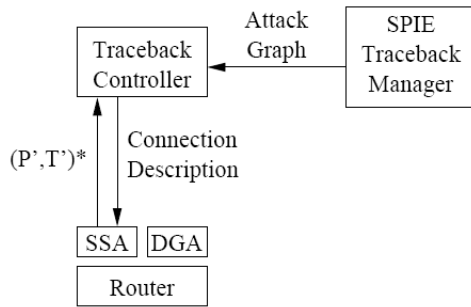 Traceback
Controller
Attack
Graph
SPIE
Traceback
Manager
(P',T')*
Connection
Description
SSA
DGA
Router